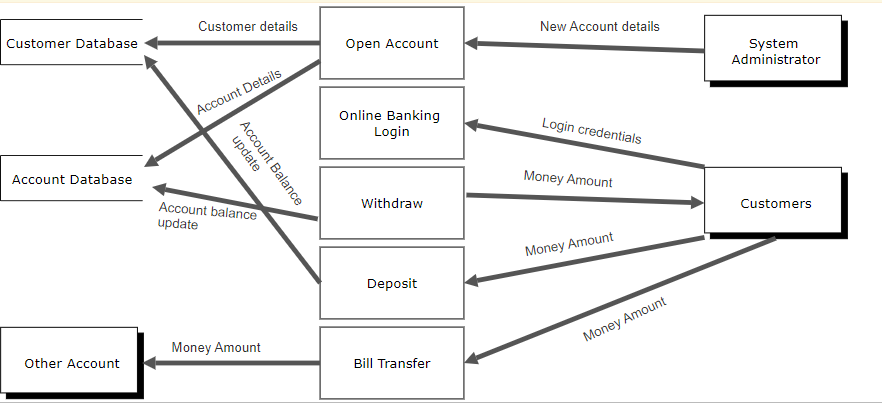 Customer details
New Account details
Customer Database
Open Account
System
Administrator
Account Details
Online Banking
Login
Login credentials
Account Balance
update
Account Database
Money Amount
Withdraw
Customers
Account balance
update
Money Amount
Deposit
Money Amount
Money Amount
Other Account
Bill Transfer